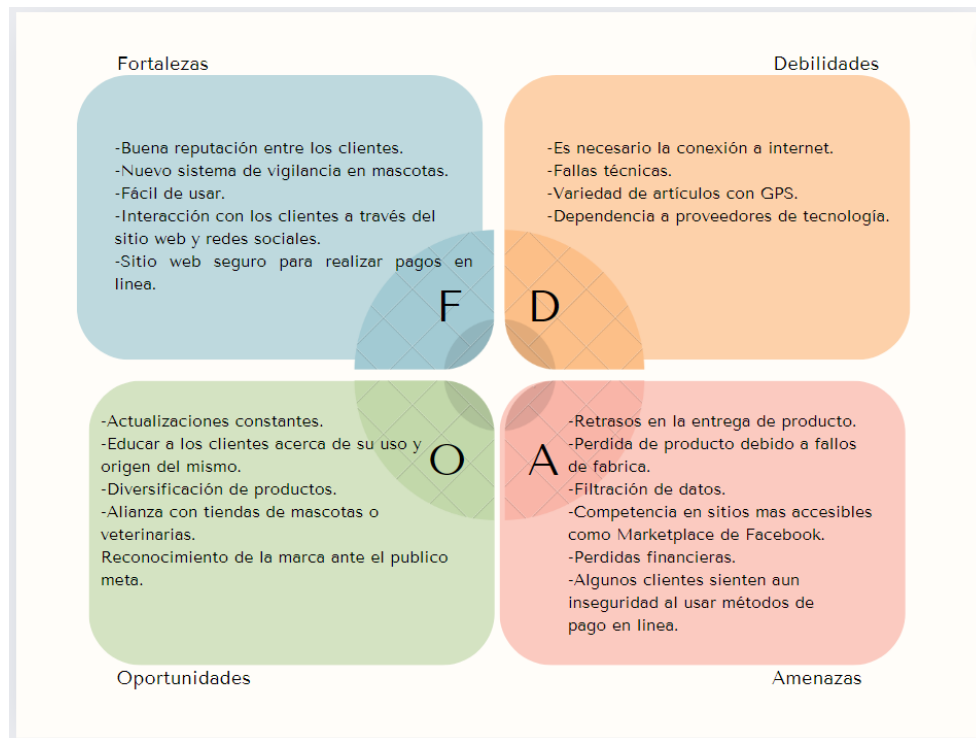 Fortalezas
-Buena reputación entre los clientes.
-Nuevo sistema de vigilancia en mascotas.
-Fácil de usar.
-Interacción con los clientes a través del
sitio web y redes sociales.
-Sitio web seguro para realizar pagos en
linea.
F
Debilidades
-Es necesario la conexión a internet.
-Fallas técnicas.
-Variedad de artículos con GPS.
-Dependencia a proveedores de tecnología.
D
-Actualizaciones constantes.
-Educar a los clientes acerca de su uso y
origen del mismo.
-Diversificación de productos.
-Alianza con tiendas de mascotas o
veterinarias.
Reconocimiento de la marca ante el publico
meta.
O
Oportunidades
-Retrasos en la entrega de producto.
-Perdida de producto debido a fallos
de fabrica.
-Filtración de datos.
-Competencia en sitios mas accesibles
como Marketplace de Facebook.
-Perdidas financieras.
-Algunos clientes sienten aun
inseguridad al usar métodos de
pago en linea.
A
Amenazas